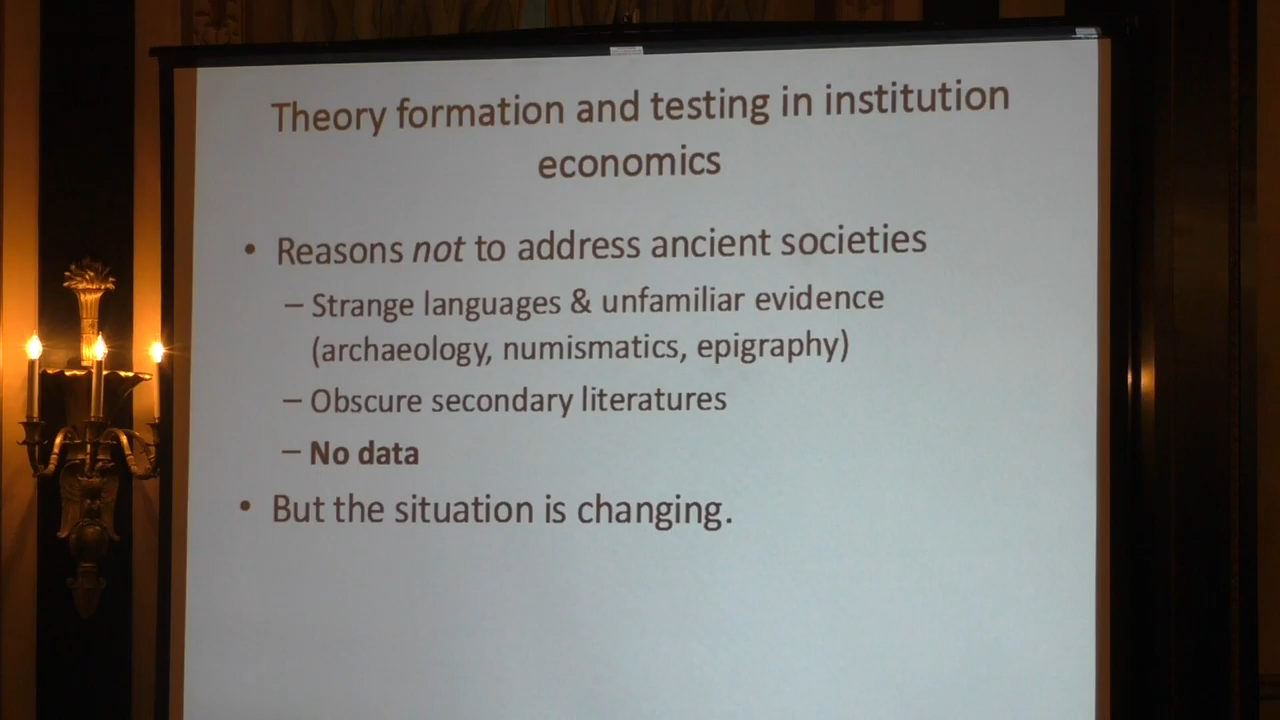 Theory formation and testing in institution
economics
• Reasons not to address ancient societies
– Strange languages & unfamiliar evidence
(archaeology, numismatics, epigraphy)
– Obscure secondary literatures
– No data
• But the situation is changing.